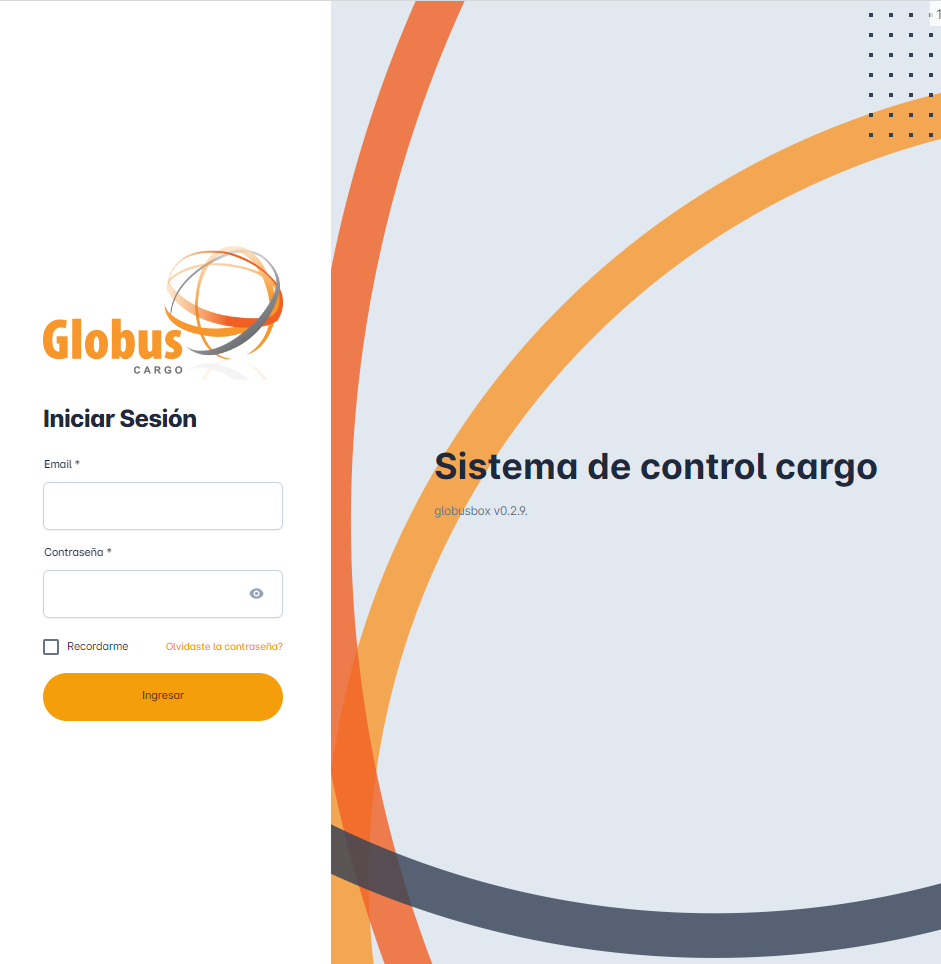 Globus
CARGO
Iniciar Sesión
Email *
Contraseña *
Recordarme
Olvidaste la contraseña?
Ingresar
Sistema de control cargo
globusbox v0.2.9.